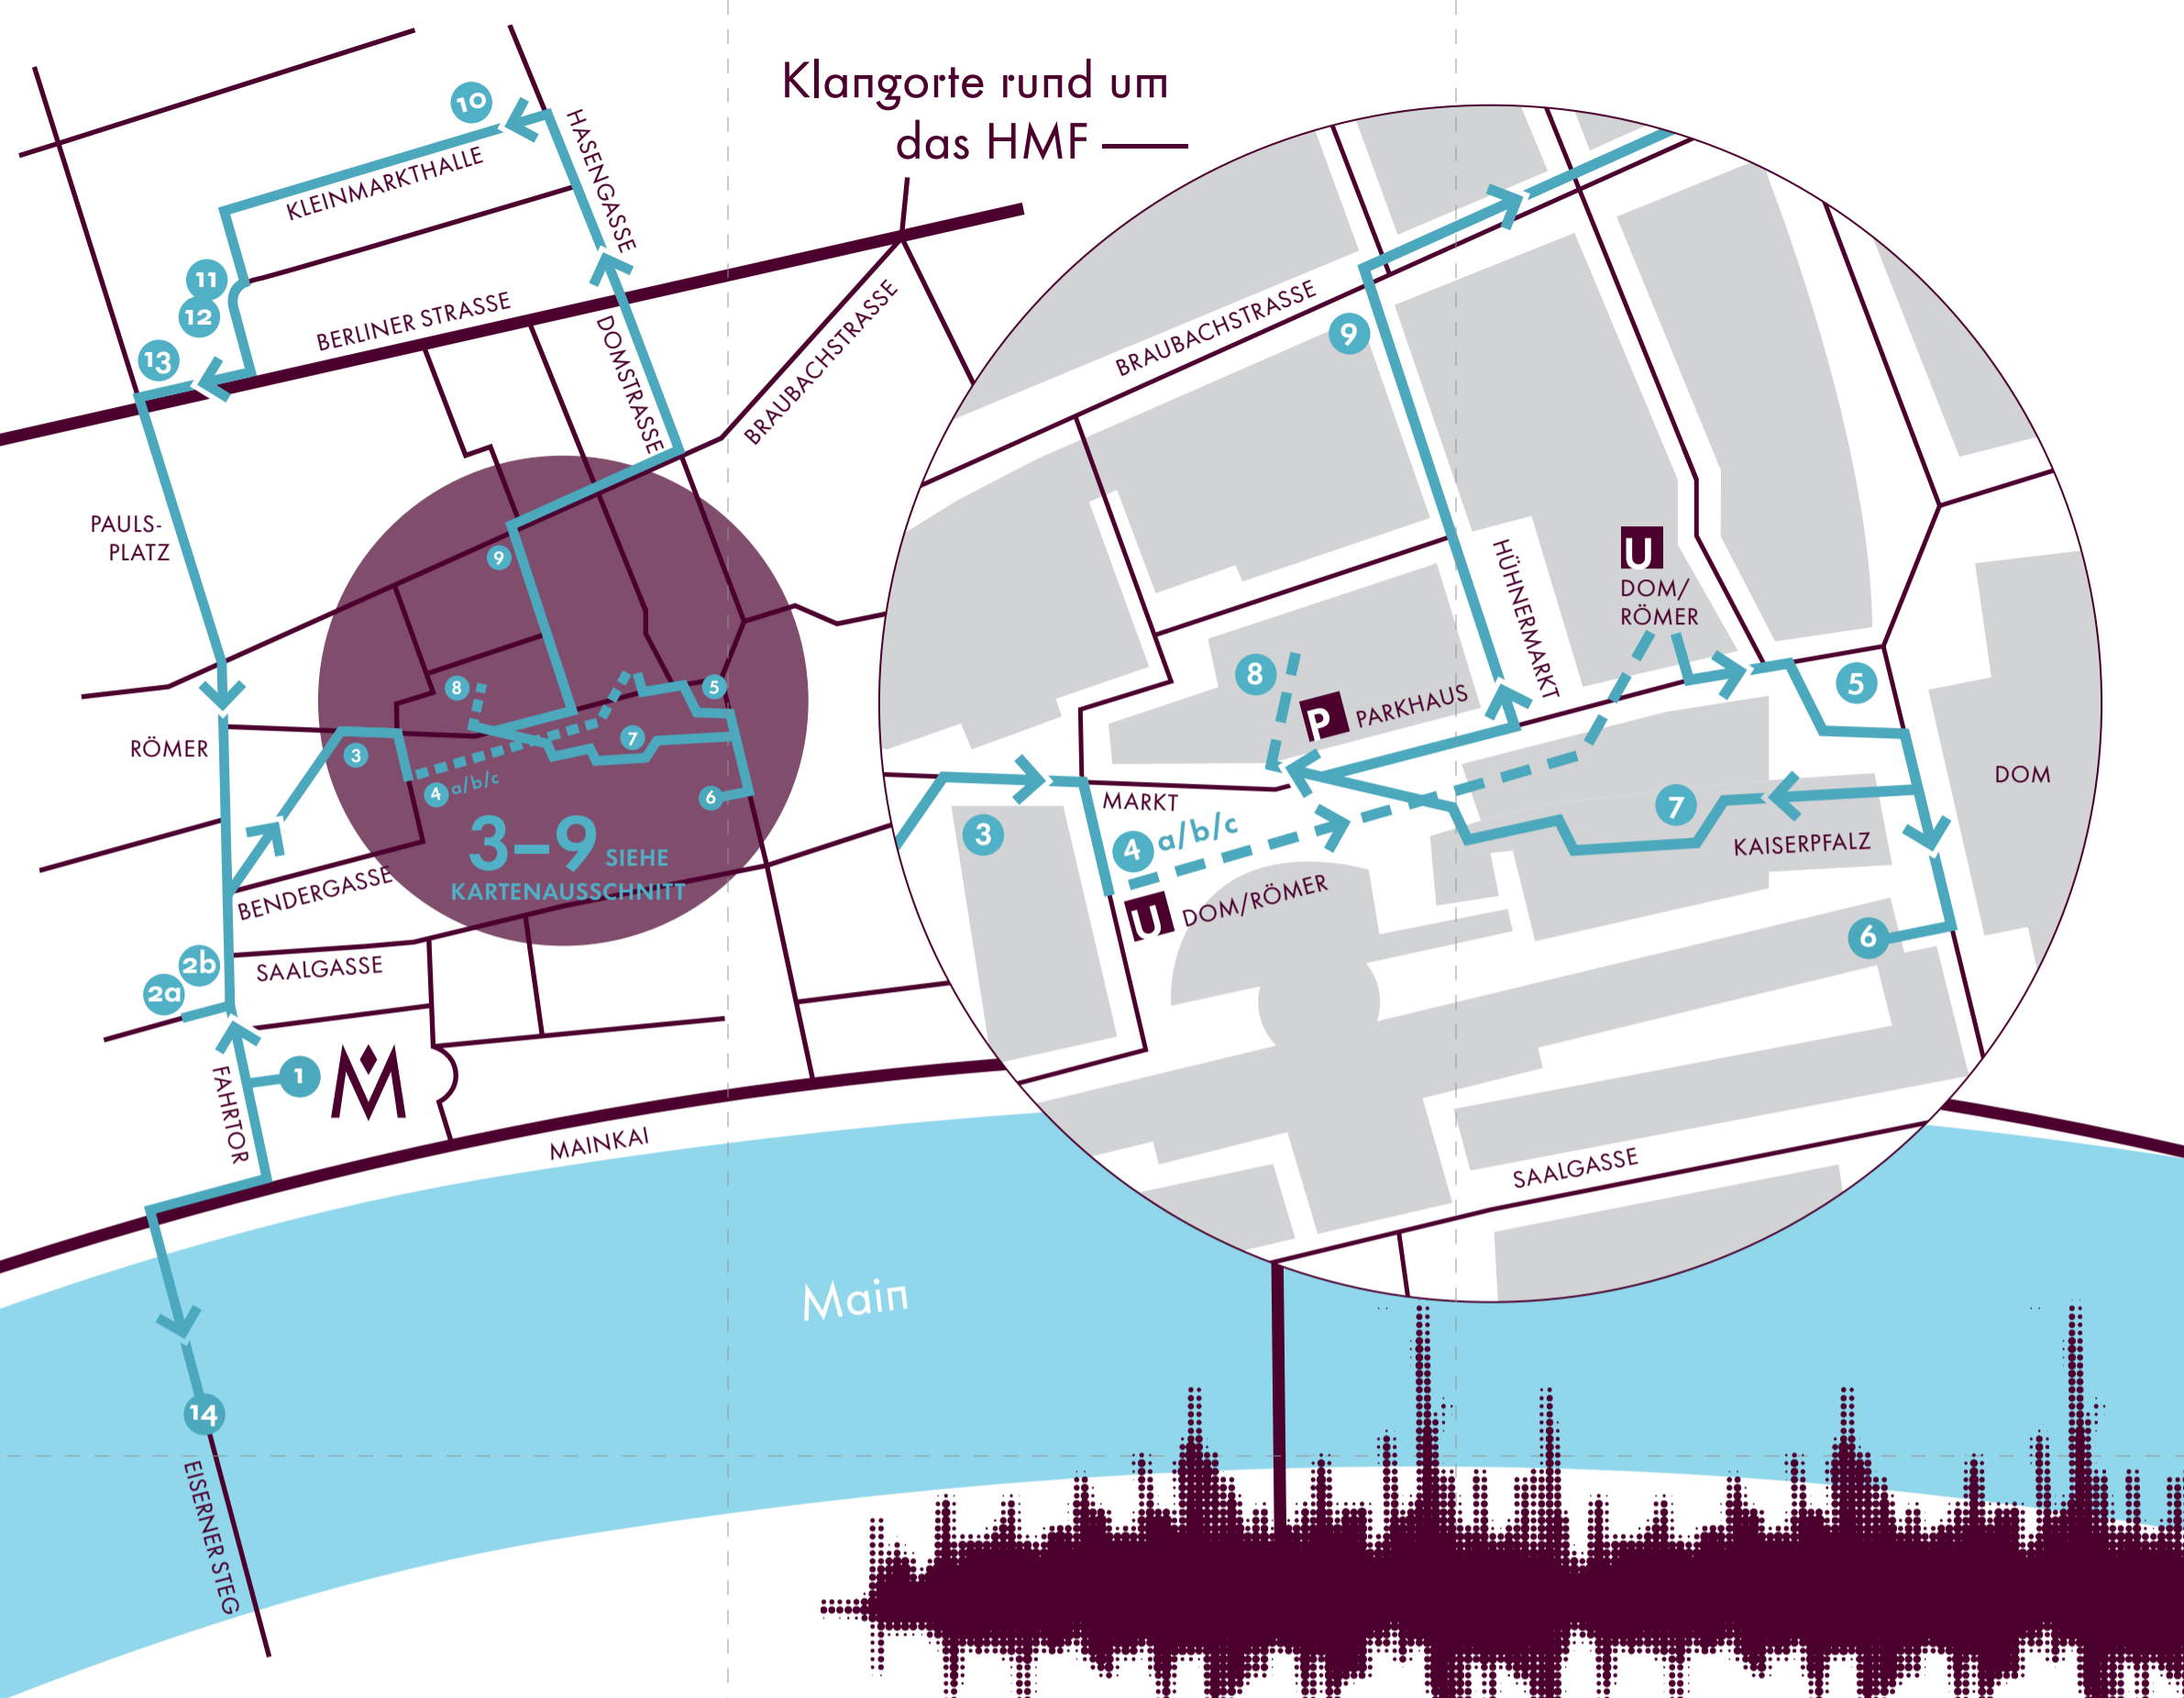 Klangorte rund um
das HMF
10
HASENGASSE
KLEINMARKTHALLE
11
12
13
BERLINER STRASSE
DOMSTRASSE
BRAUBACHSTRASSE
PAULS-
PLATZ
9
RÖMER
8
5
3
7
4 a/b/c
6
3–9 SIEHE
KARTENAUSSCHNITT
BENDERGASSE
2b
2a
SAALGASSE
1
FAHRTOR
MAINKAI
Main
14
EISERNER STEG
BRAUBACHSTRASSE
9
HÜHNERMARKT
U
DOM/
RÖMER
8
P PARKHAUS
5
DOM
MARKT
3
4 a/b/c
7
KAISERPFALZ
U DOM/RÖMER
6
SAALGASSE